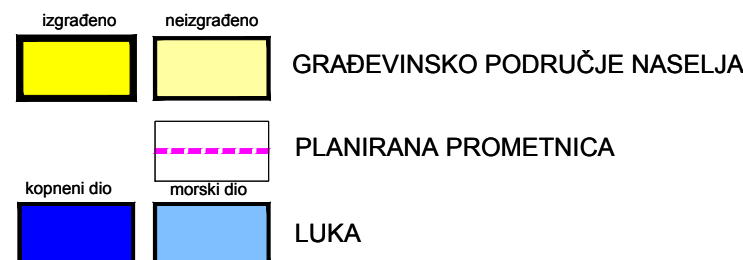 izgrađeno neizgrađeno
GRAĐEVINSKO PODRUČJE NASELJA
PLANIRANA PROMETNICA
kopneni dio morski dio
LUKA